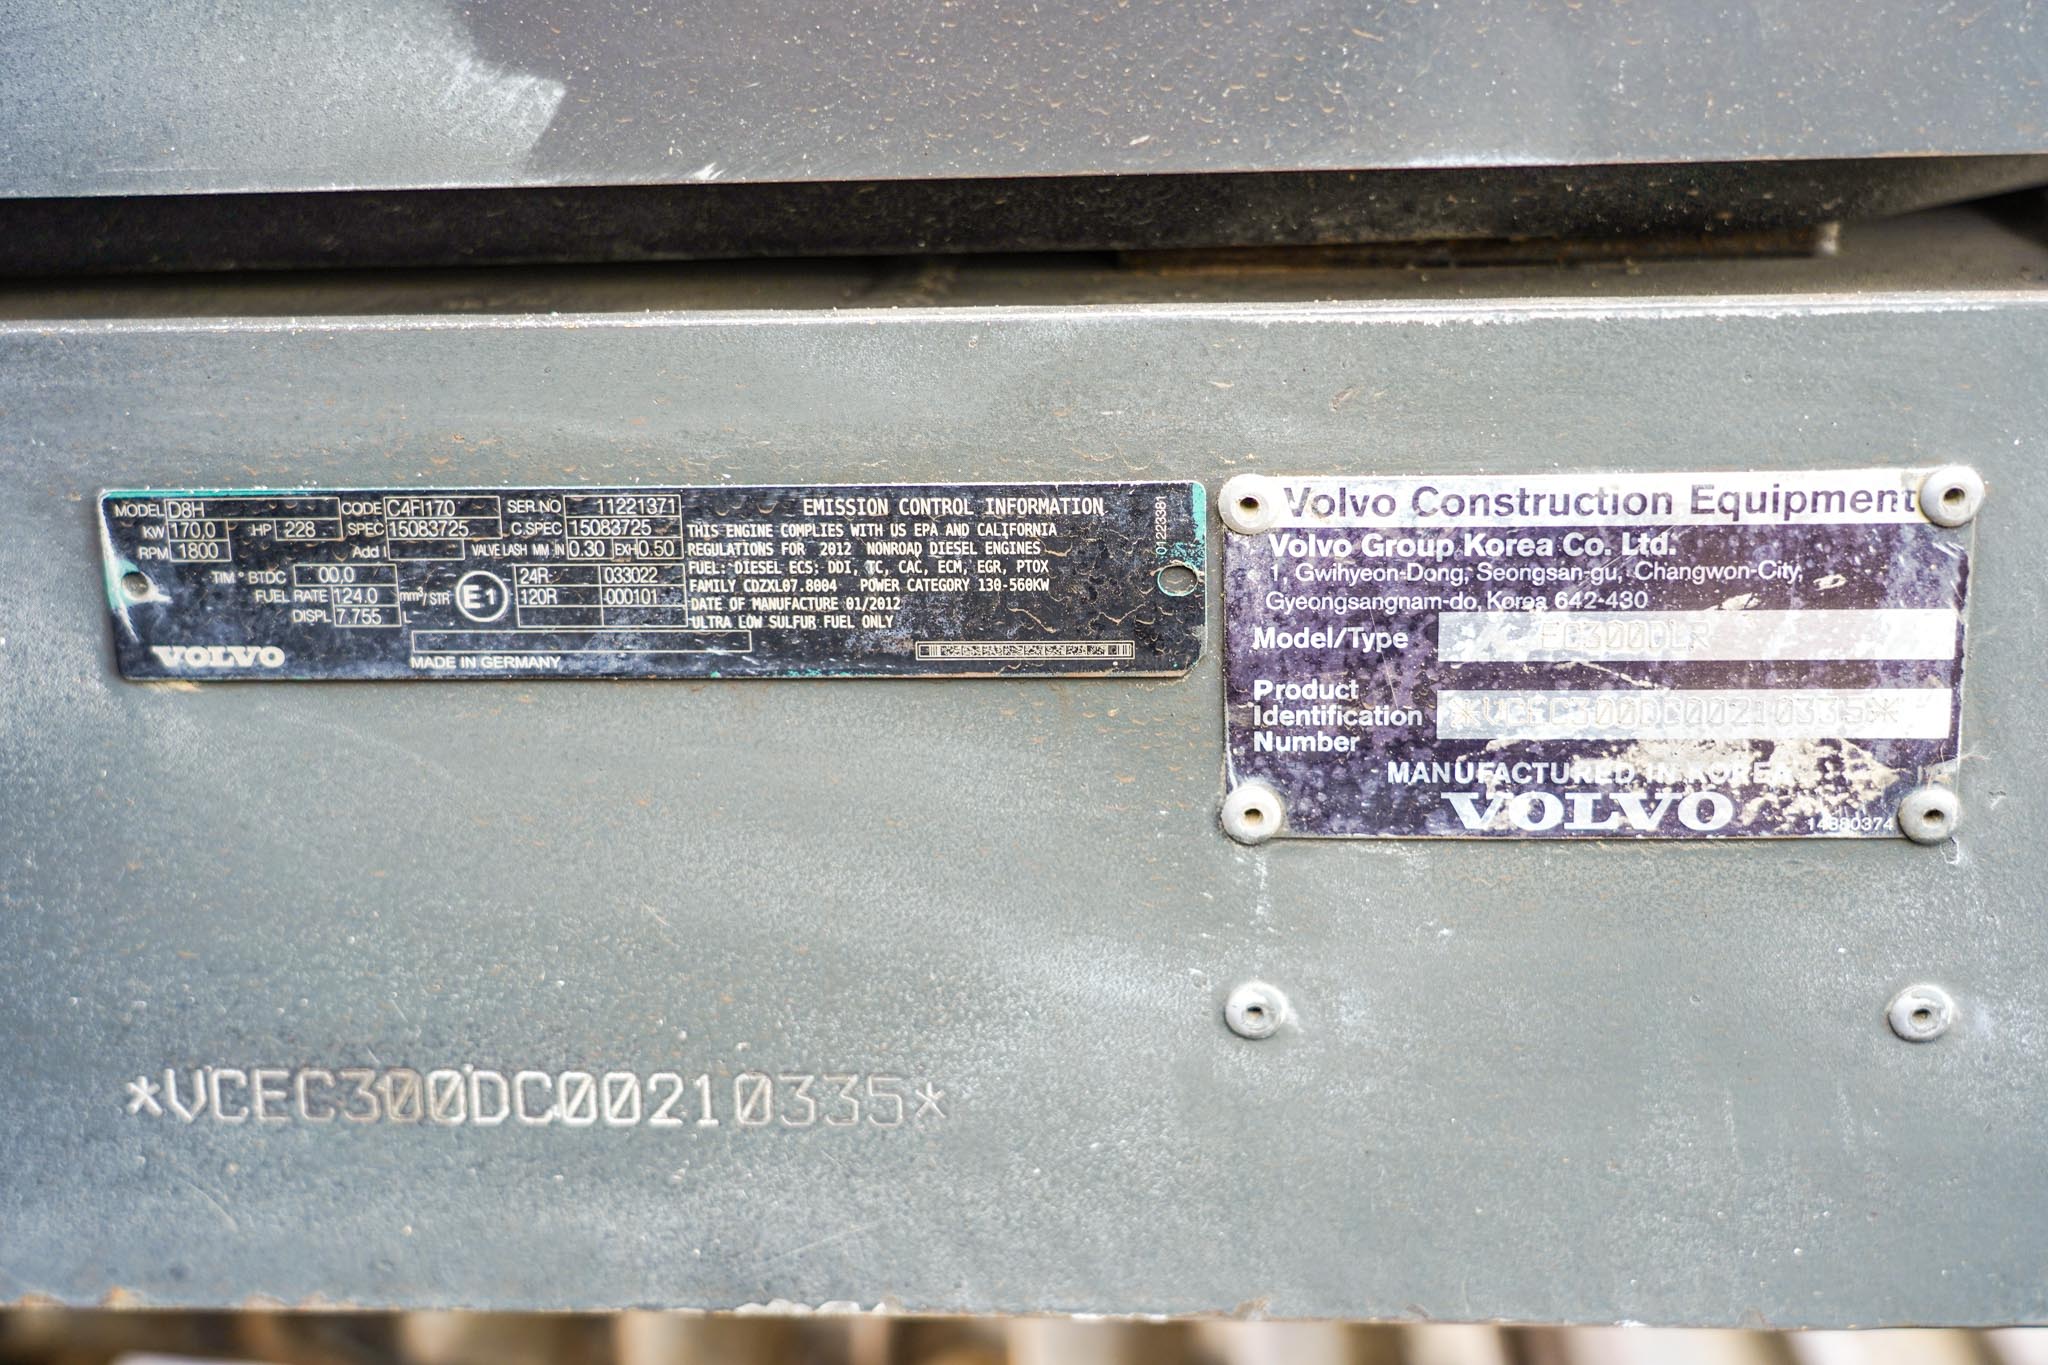 MODEL D8H CODE C4FI170 SER.NO 11221371
KW 170,0 HP 228 SPEC 15083725 C.SPEC 15083725
RPM 1800 Add I VALVE LASH MM IN 0.30 EXH 0.50
TIM ° BTDC 00,0 24R- 033022
FUEL RATE 124.0 mm³/STR E1 120R 000101
DISPL 7.755 L
VOLVO
MADE IN GERMANY
EMISSION CONTROL INFORMATION
THIS ENGINE COMPLIES WITH US EPA AND CALIFORNIA
REGULATIONS FOR 2012 NONROAD DIESEL ENGINES
FUEL: DIESEL ECS: DDI, TC, CAC, ECM, EGR, PTOX
FAMILY CDZXL07.8004 POWER CATEGORY 130-560KW
DATE OF MANUFACTURE 01/2012
ULTRA LOW SULFUR FUEL ONLY
01223381
Volvo Construction Equipment
Volvo Group Korea Co. Ltd.
1, Gwihyeon-Dong, Seongsan-gu, Changwon-City,
Gyeongsangnam-do, Korea 642-430
Model/Type
Product
Identification *VCEC300DC00210335*
Number
MANUFACTURED IN KOREA
VOLVO
14880374
*VCEC300DC00210335*